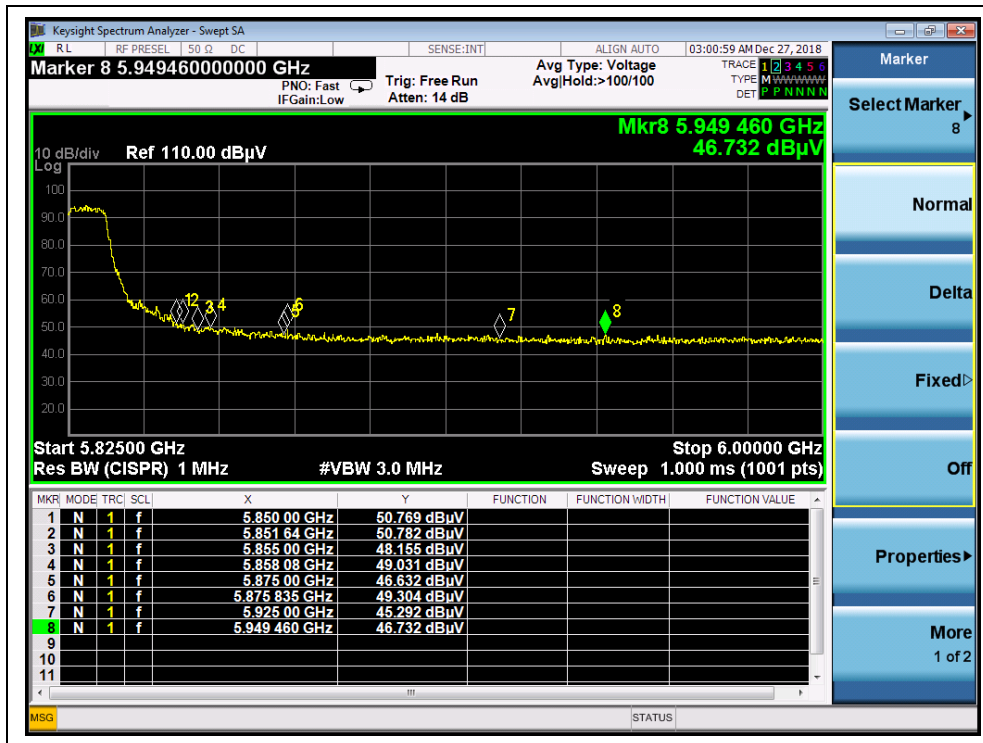 Keysight Spectrum Analyzer - Swept SA
LXI RL RF PRESEL 50 Ω DC SENSE:INT ALIGN AUTO 03:00:59 AM Dec 27, 2018
Marker 8 5.949460000000 GHz
PNO: Fast
IFGain:Low
Trig: Free Run
Atten: 14 dB
Avg Type: Voltage
Avg|Hold:>100/100
TRACE 1 2 3 4 5 6
TYPE M WWWWW
DET P P N N N N
Mkr8 5.949 460 GHz
46.732 dBµV
10 dB/div Ref 110.00 dBµV
Log
100
90.0
80.0
70.0
60.0
50.0
40.0
30.0
20.0
1 2 3 4 5 6 7 8
Start 5.82500 GHz Stop 6.00000 GHz
Res BW (CISPR) 1 MHz #VBW 3.0 MHz Sweep 1.000 ms (1001 pts)
MKR MODE TRC SCL X Y FUNCTION FUNCTION WIDTH FUNCTION VALUE
1 N 1 f 5.850 00 GHz 50.769 dBµV
2 N 1 f 5.851 64 GHz 50.782 dBµV
3 N 1 f 5.855 00 GHz 48.155 dBµV
4 N 1 f 5.858 08 GHz 49.031 dBµV
5 N 1 f 5.875 00 GHz 46.632 dBµV
6 N 1 f 5.875 835 GHz 49.304 dBµV
7 N 1 f 5.925 00 GHz 45.292 dBµV
8 N 1 f 5.949 460 GHz 46.732 dBµV
9
10
11
MSG STATUS
Marker
Select Marker
8
Normal
Delta
Fixed
Off
Properties
More
1 of 2